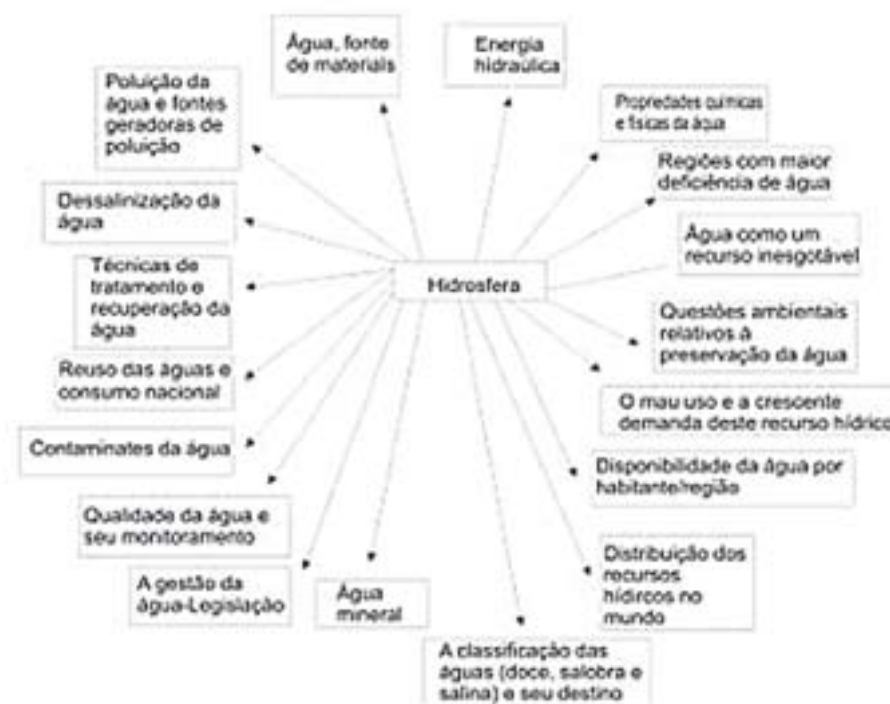 Água, fonte
de materiais
Energia
hidraúlica
Poluição da
água e fontes
geradoras de
poluição
Propredades químicas
e fisicas da água
Regiões com maior
deficiência de água
Dessalinização da
água
Água como um
recurso inesgotável
Técnicas de
tratamento e
recuperação da
água
Hidrosfera
Questões ambientais
relativos à
preservação da água
Reuso das águas e
consumo nacional
O mau uso e a crescente
demanda deste recurso hídrico
Contaminates da água
Disponibilidade da água por
habitante/região
Qualidade da água e
seu monitoramento
Distribuição dos
recursos
hídircos no
mundo
A gestão da
água-Legislação
Água
mineral
A classificação das
águas (doce, salobra e
salina) e seu destino